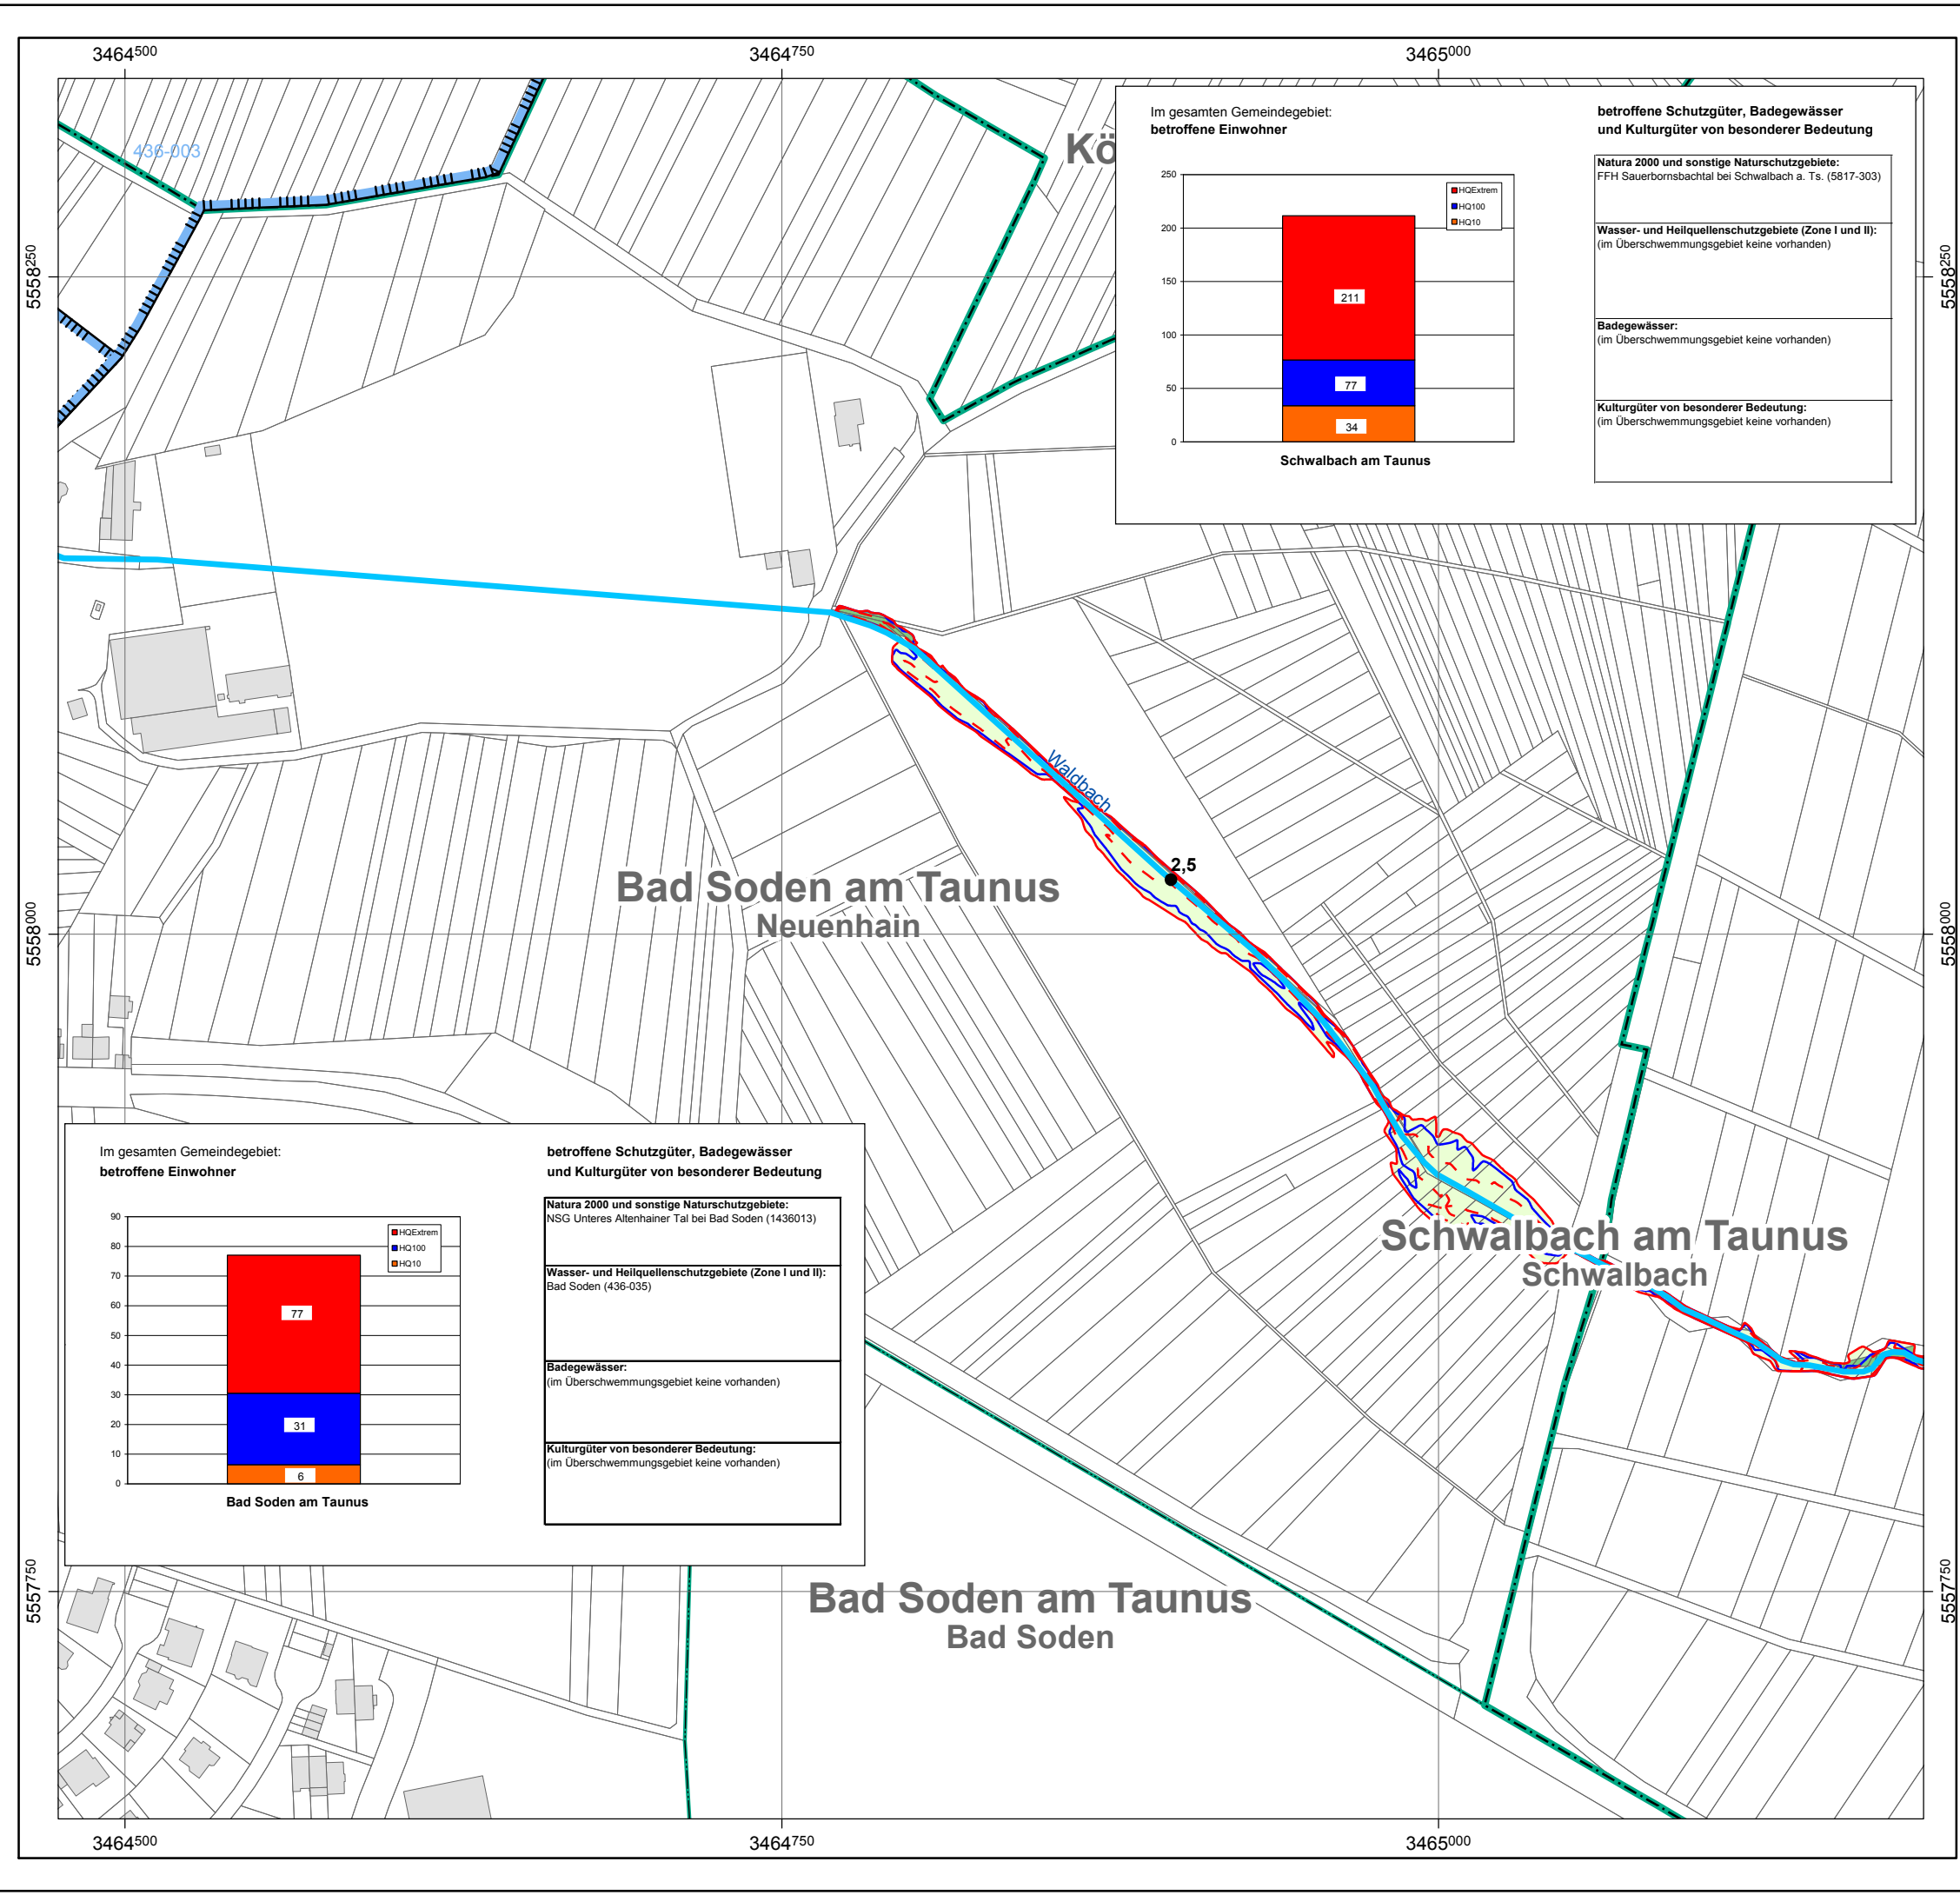 3464500 3464750 3465000
436-003
Kö
5558250
5558250
Im gesamten Gemeindegebiet:
betroffene Einwohner
250
200
150
100
50
0
HQExtrem
HQ100
HQ10
211
77
34
Schwalbach am Taunus
betroffene Schutzgüter, Badegewässer
und Kulturgüter von besonderer Bedeutung
Natura 2000 und sonstige Naturschutzgebiete:
FFH Sauerbornsbachtal bei Schwalbach a. Ts. (5817-303)
Wasser- und Heilquellenschutzgebiete (Zone I und II):
(im Überschwemmungsgebiet keine vorhanden)
Badegewässer:
(im Überschwemmungsgebiet keine vorhanden)
Kulturgüter von besonderer Bedeutung:
(im Überschwemmungsgebiet keine vorhanden)
Waldbach
2,5
Bad Soden am Taunus
Neuenhain
5558000
5558000
Schwalbach am Taunus
Schwalbach
Im gesamten Gemeindegebiet:
betroffene Einwohner
90
80
70
60
50
40
30
20
10
0
HQExtrem
HQ100
HQ10
77
31
6
Bad Soden am Taunus
betroffene Schutzgüter, Badegewässer
und Kulturgüter von besonderer Bedeutung
Natura 2000 und sonstige Naturschutzgebiete:
NSG Unteres Altenhainer Tal bei Bad Soden (1436013)
Wasser- und Heilquellenschutzgebiete (Zone I und II):
Bad Soden (436-035)
Badegewässer:
(im Überschwemmungsgebiet keine vorhanden)
Kulturgüter von besonderer Bedeutung:
(im Überschwemmungsgebiet keine vorhanden)
5557750
5557750
Bad Soden am Taunus
Bad Soden
3464500 3464750 3465000